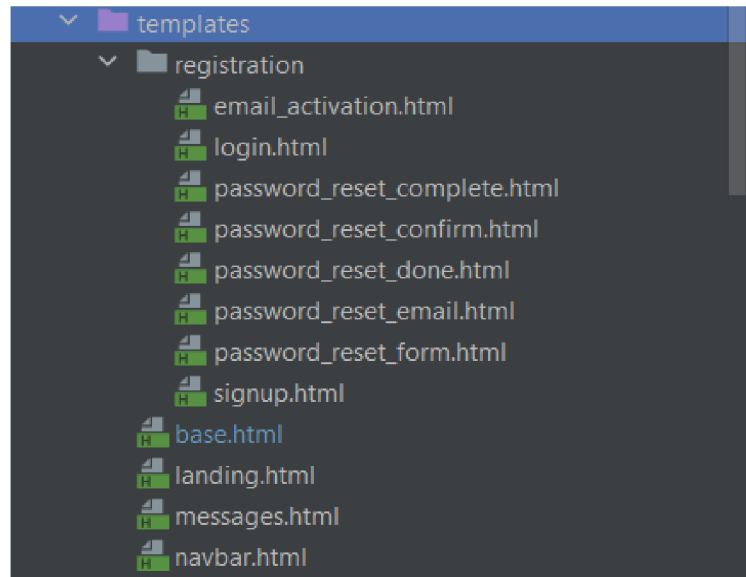 templates
registration
email_activation.html
login.html
password_reset_complete.html
password_reset_confirm.html
password_reset_done.html
password_reset_email.html
password_reset_form.html
signup.html
base.html
landing.html
messages.html
navbar.html